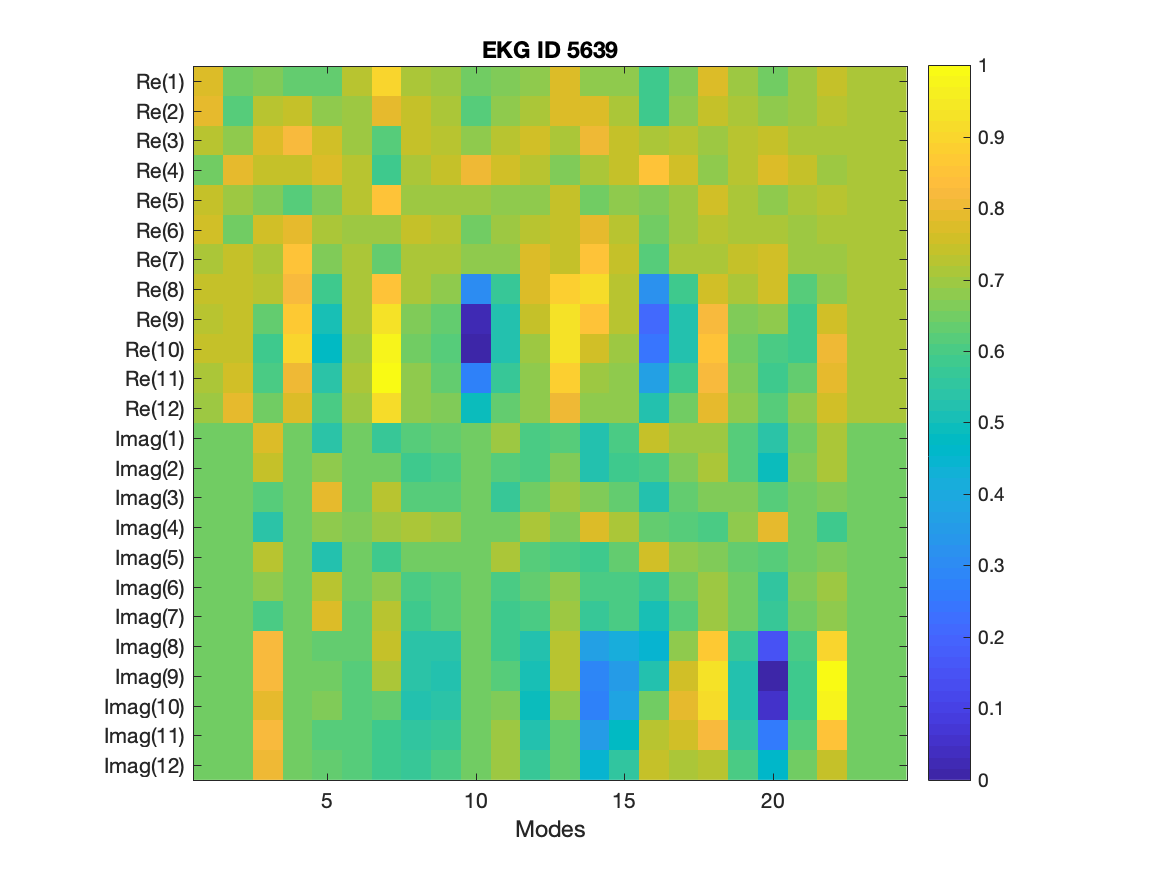 EKG ID 5639
Re(1)
Re(2)
Re(3)
Re(4)
Re(5)
Re(6)
Re(7)
Re(8)
Re(9)
Re(10)
Re(11)
Re(12)
Imag(1)
Imag(2)
Imag(3)
Imag(4)
Imag(5)
Imag(6)
Imag(7)
Imag(8)
Imag(9)
Imag(10)
Imag(11)
Imag(12)
5 10 15 20
Modes
1
0.9
0.8
0.7
0.6
0.5
0.4
0.3
0.2
0.1
0